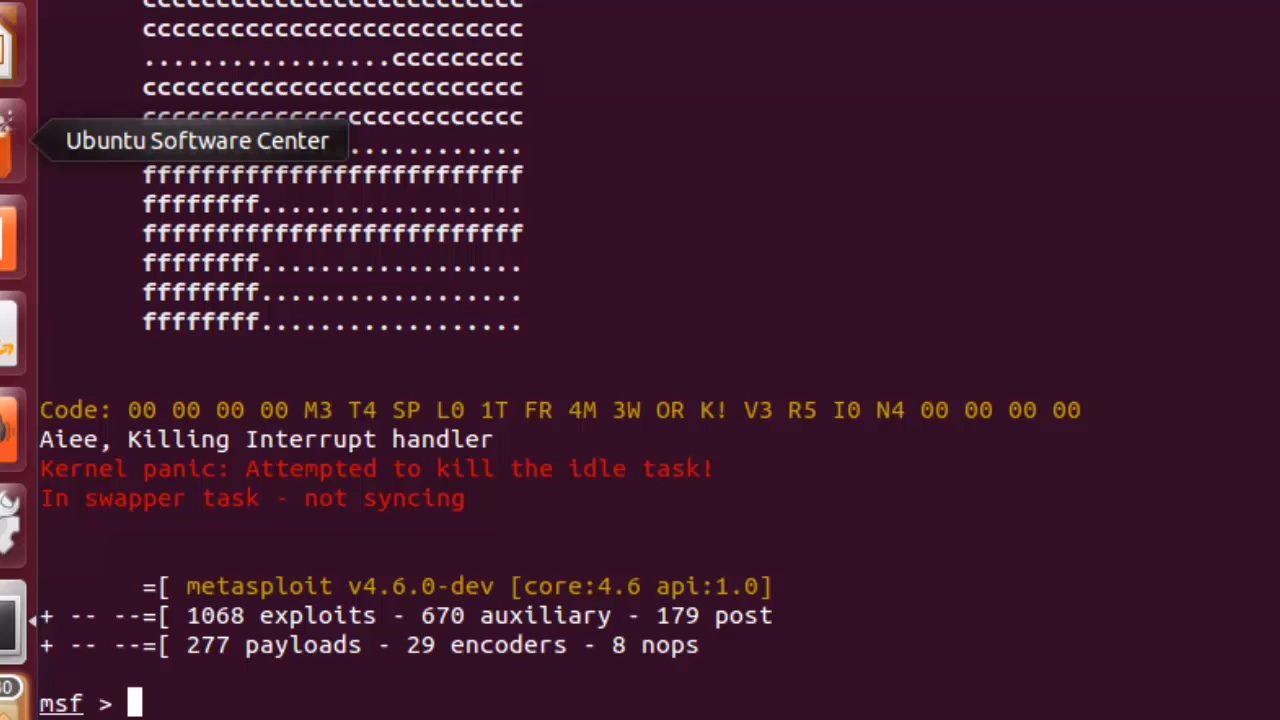 cccccccccccccccccccccccccc
cccccccccccccccccccccccccc
.................ccccccccc
cccccccccccccccccccccccccc
cccccccccccccccccccccccccc
Ubuntu Software Center
............
ffffffffffffffffffffffffff
ffffffff..................
ffffffffffffffffffffffffff
ffffffff..................
ffffffff..................
ffffffff..................
Code: 00 00 00 00 M3 T4 SP L0 1T FR 4M 3W OR K! V3 R5 I0 N4 00 00 00 00
Aiee, Killing Interrupt handler
Kernel panic: Attempted to kill the idle task!
In swapper task - not syncing
=[ metasploit v4.6.0-dev [core:4.6 api:1.0]
+ -- --=[ 1068 exploits - 670 auxiliary - 179 post
+ -- --=[ 277 payloads - 29 encoders - 8 nops
msf >